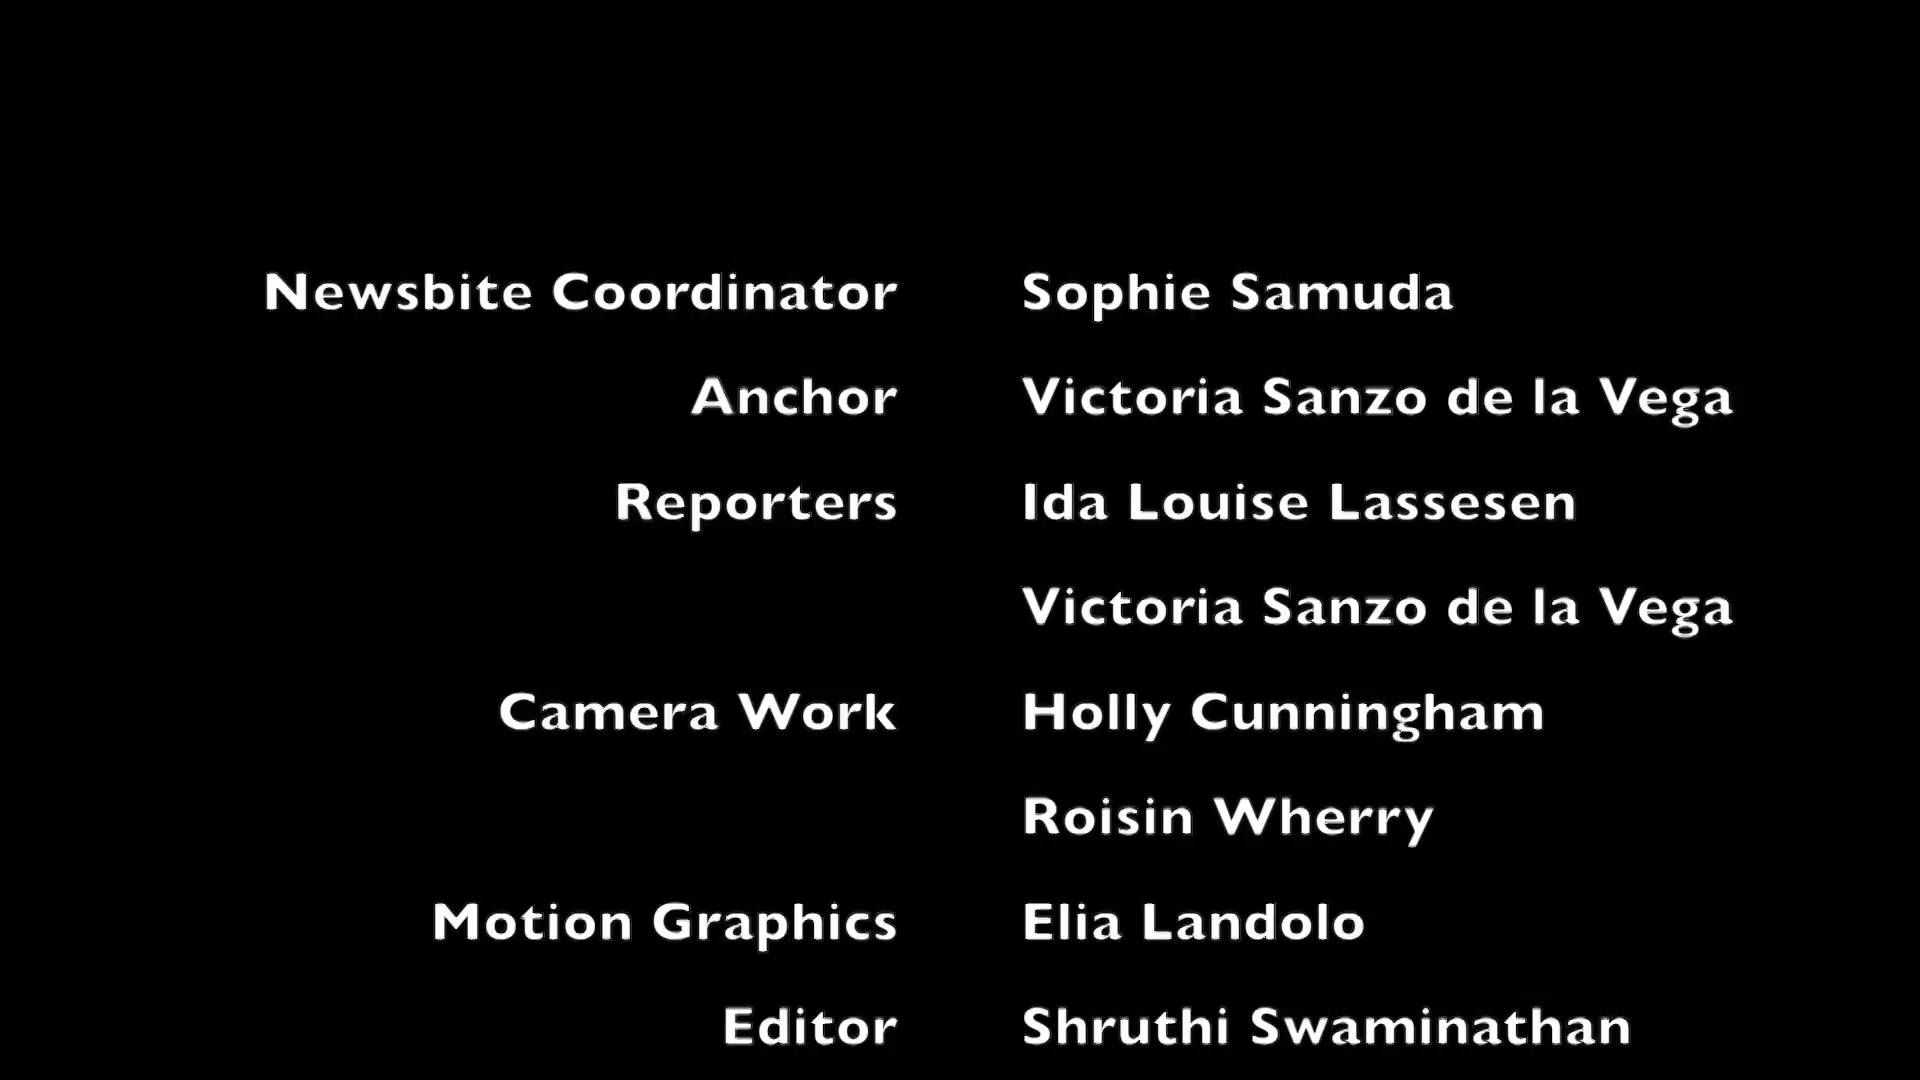 Newsbite Coordinator Sophie Samuda
Anchor Victoria Sanzo de la Vega
Reporters Ida Louise Lassesen
Victoria Sanzo de la Vega
Camera Work Holly Cunningham
Roisin Wherry
Motion Graphics Elia Landolo
Editor Shruthi Swaminathan